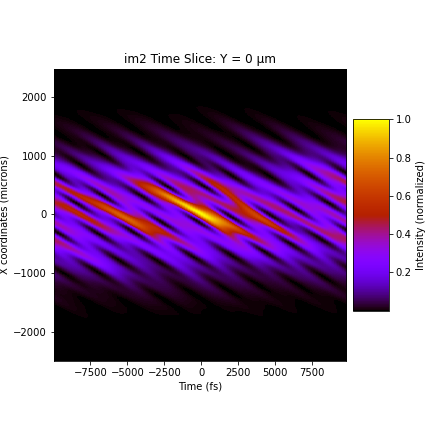 im2 Time Slice: Y = 0 μm
X coordinates (microns)
2000
1000
0
−1000
−2000
−7500 −5000 −2500 0 2500 5000 7500
Time (fs)
1.0
0.8
0.6
0.4
0.2
Intensity (normalized)